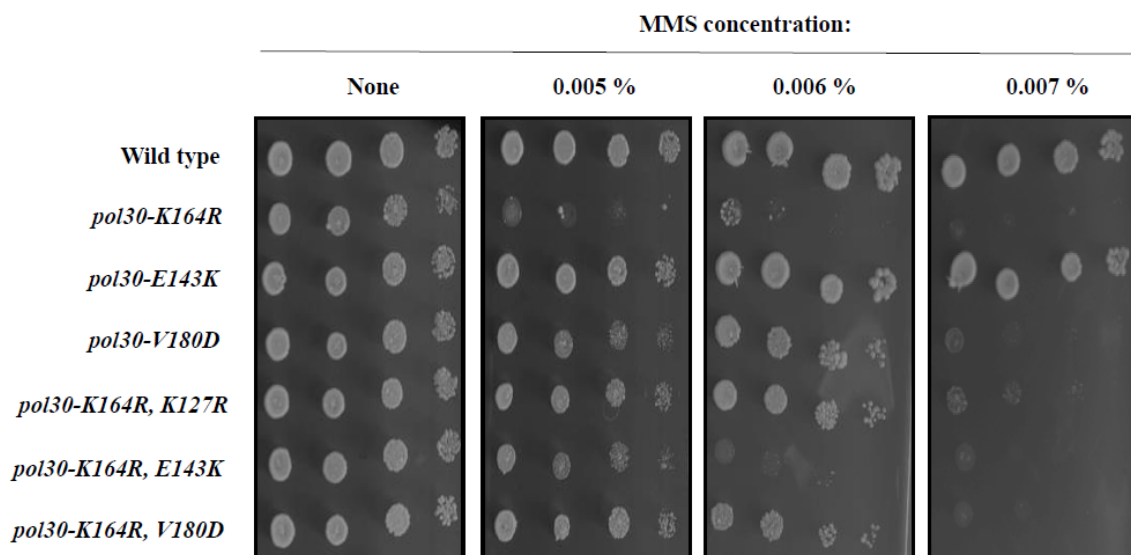 MMS concentration:
None 0.005 % 0.006 % 0.007 %
Wild type
pol30-K164R
pol30-E143K
pol30-V180D
pol30-K164R, K127R
pol30-K164R, E143K
pol30-K164R, V180D